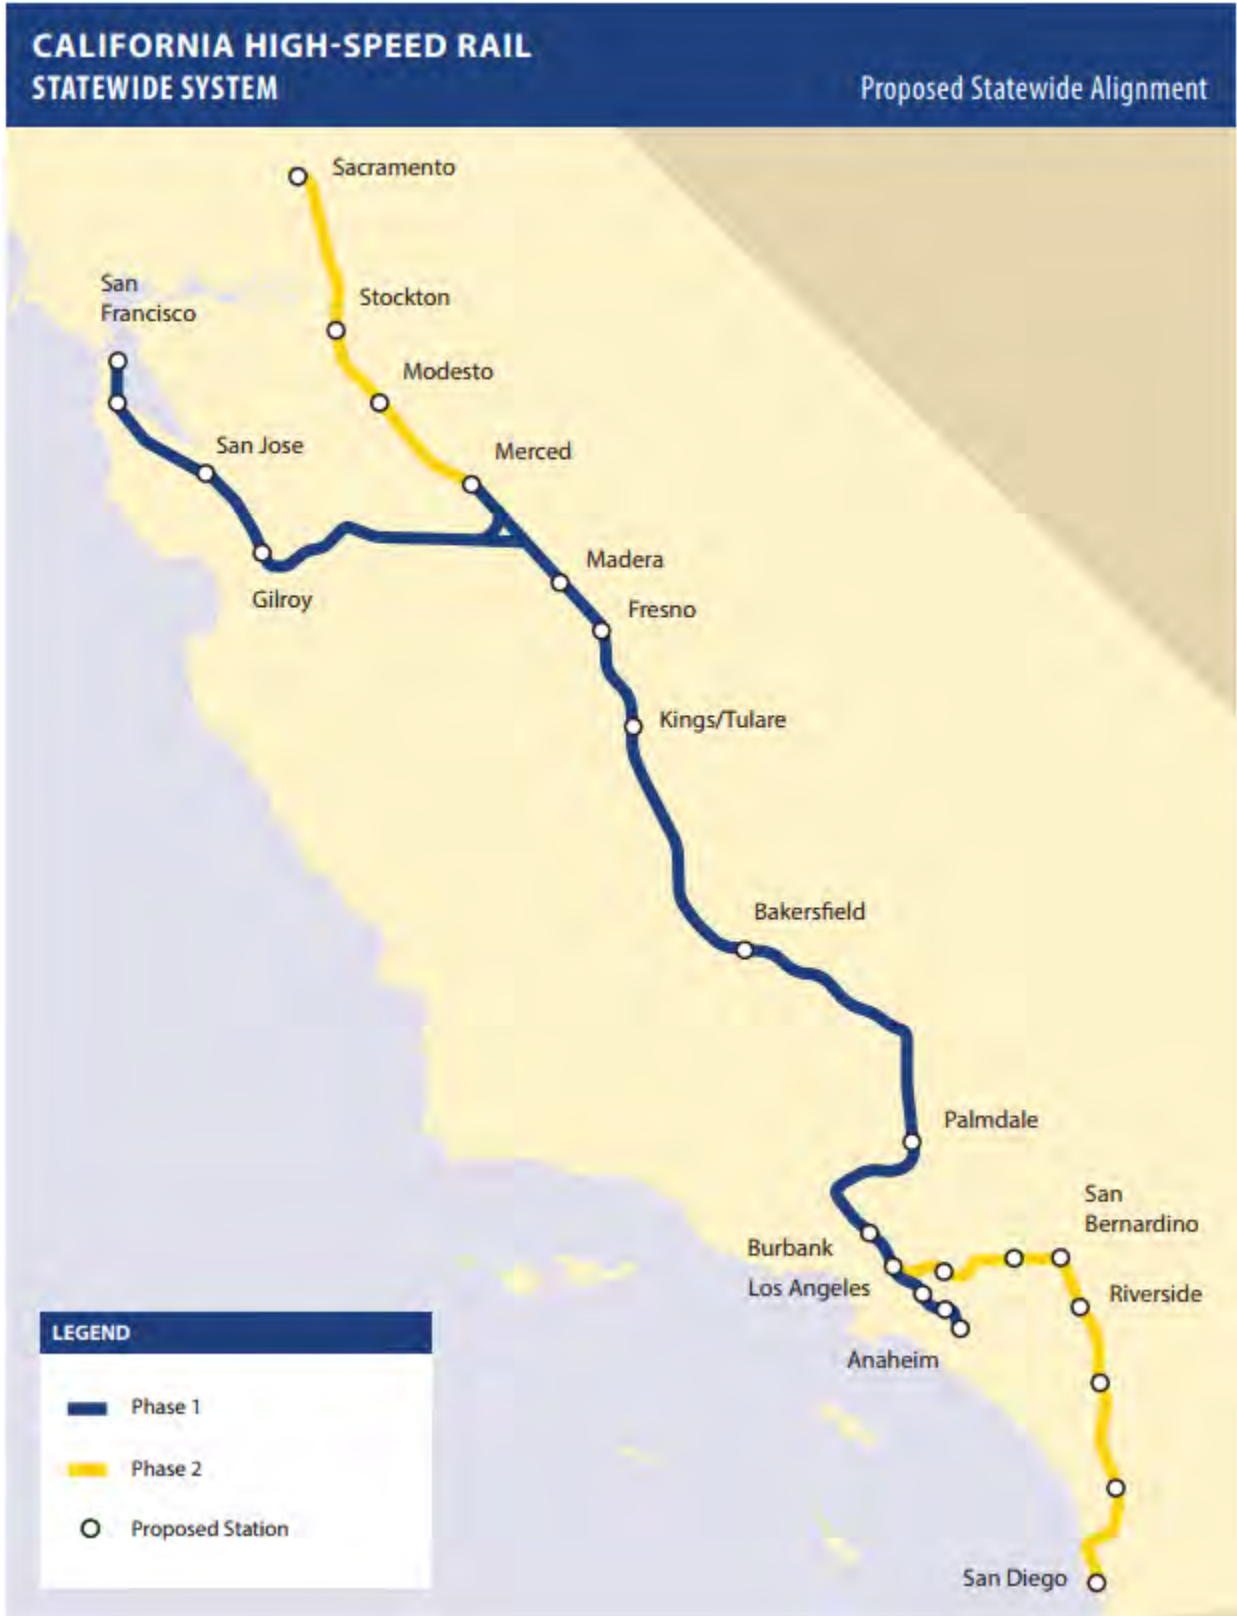 CALIFORNIA HIGH-SPEED RAIL
STATEWIDE SYSTEM
Proposed Statewide Alignment
Sacramento
San
Francisco
Stockton
Modesto
San Jose
Merced
Gilroy
Madera
Fresno
Kings/Tulare
Bakersfield
Palmdale
San
Bernardino
Burbank
Los Angeles
Riverside
Anaheim
San Diego
LEGEND
Phase 1
Phase 2
Proposed Station